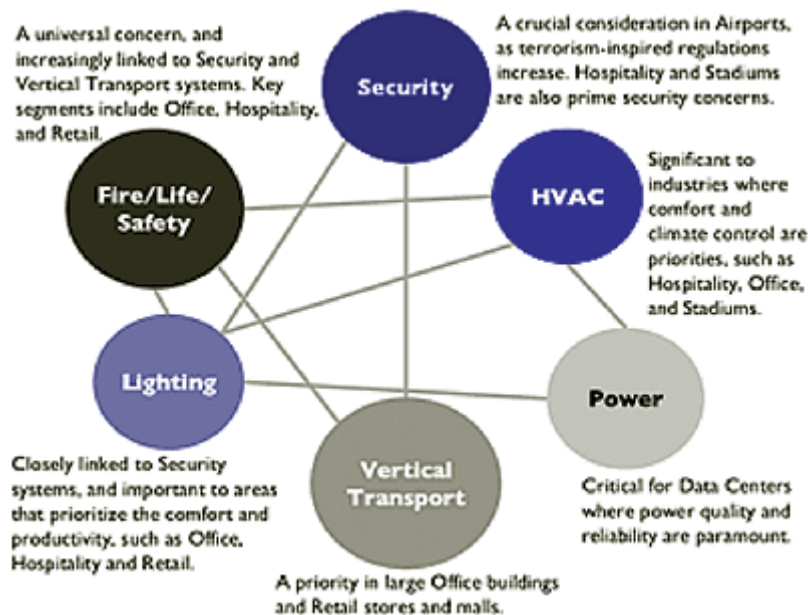 A universal concern, and
increasingly linked to Security and
Vertical Transport systems. Key
segments include Office, Hospitality,
and Retail.
Security
A crucial consideration in Airports,
as terrorism-inspired regulations
increase. Hospitality and Stadiums
are also prime security concerns.
Fire/Life/
Safety
HVAC
Significant to
industries where
comfort and
climate control are
priorities, such as
Hospitality, Office,
and Stadiums.
Lighting
Power
Closely linked to Security
systems, and important to areas
that prioritize the comfort and
productivity, such as Office,
Hospitality and Retail.
Vertical
Transport
Critical for Data Centers
where power quality and
reliability are paramount.
A priority in large Office buildings
and Retail stores and malls.